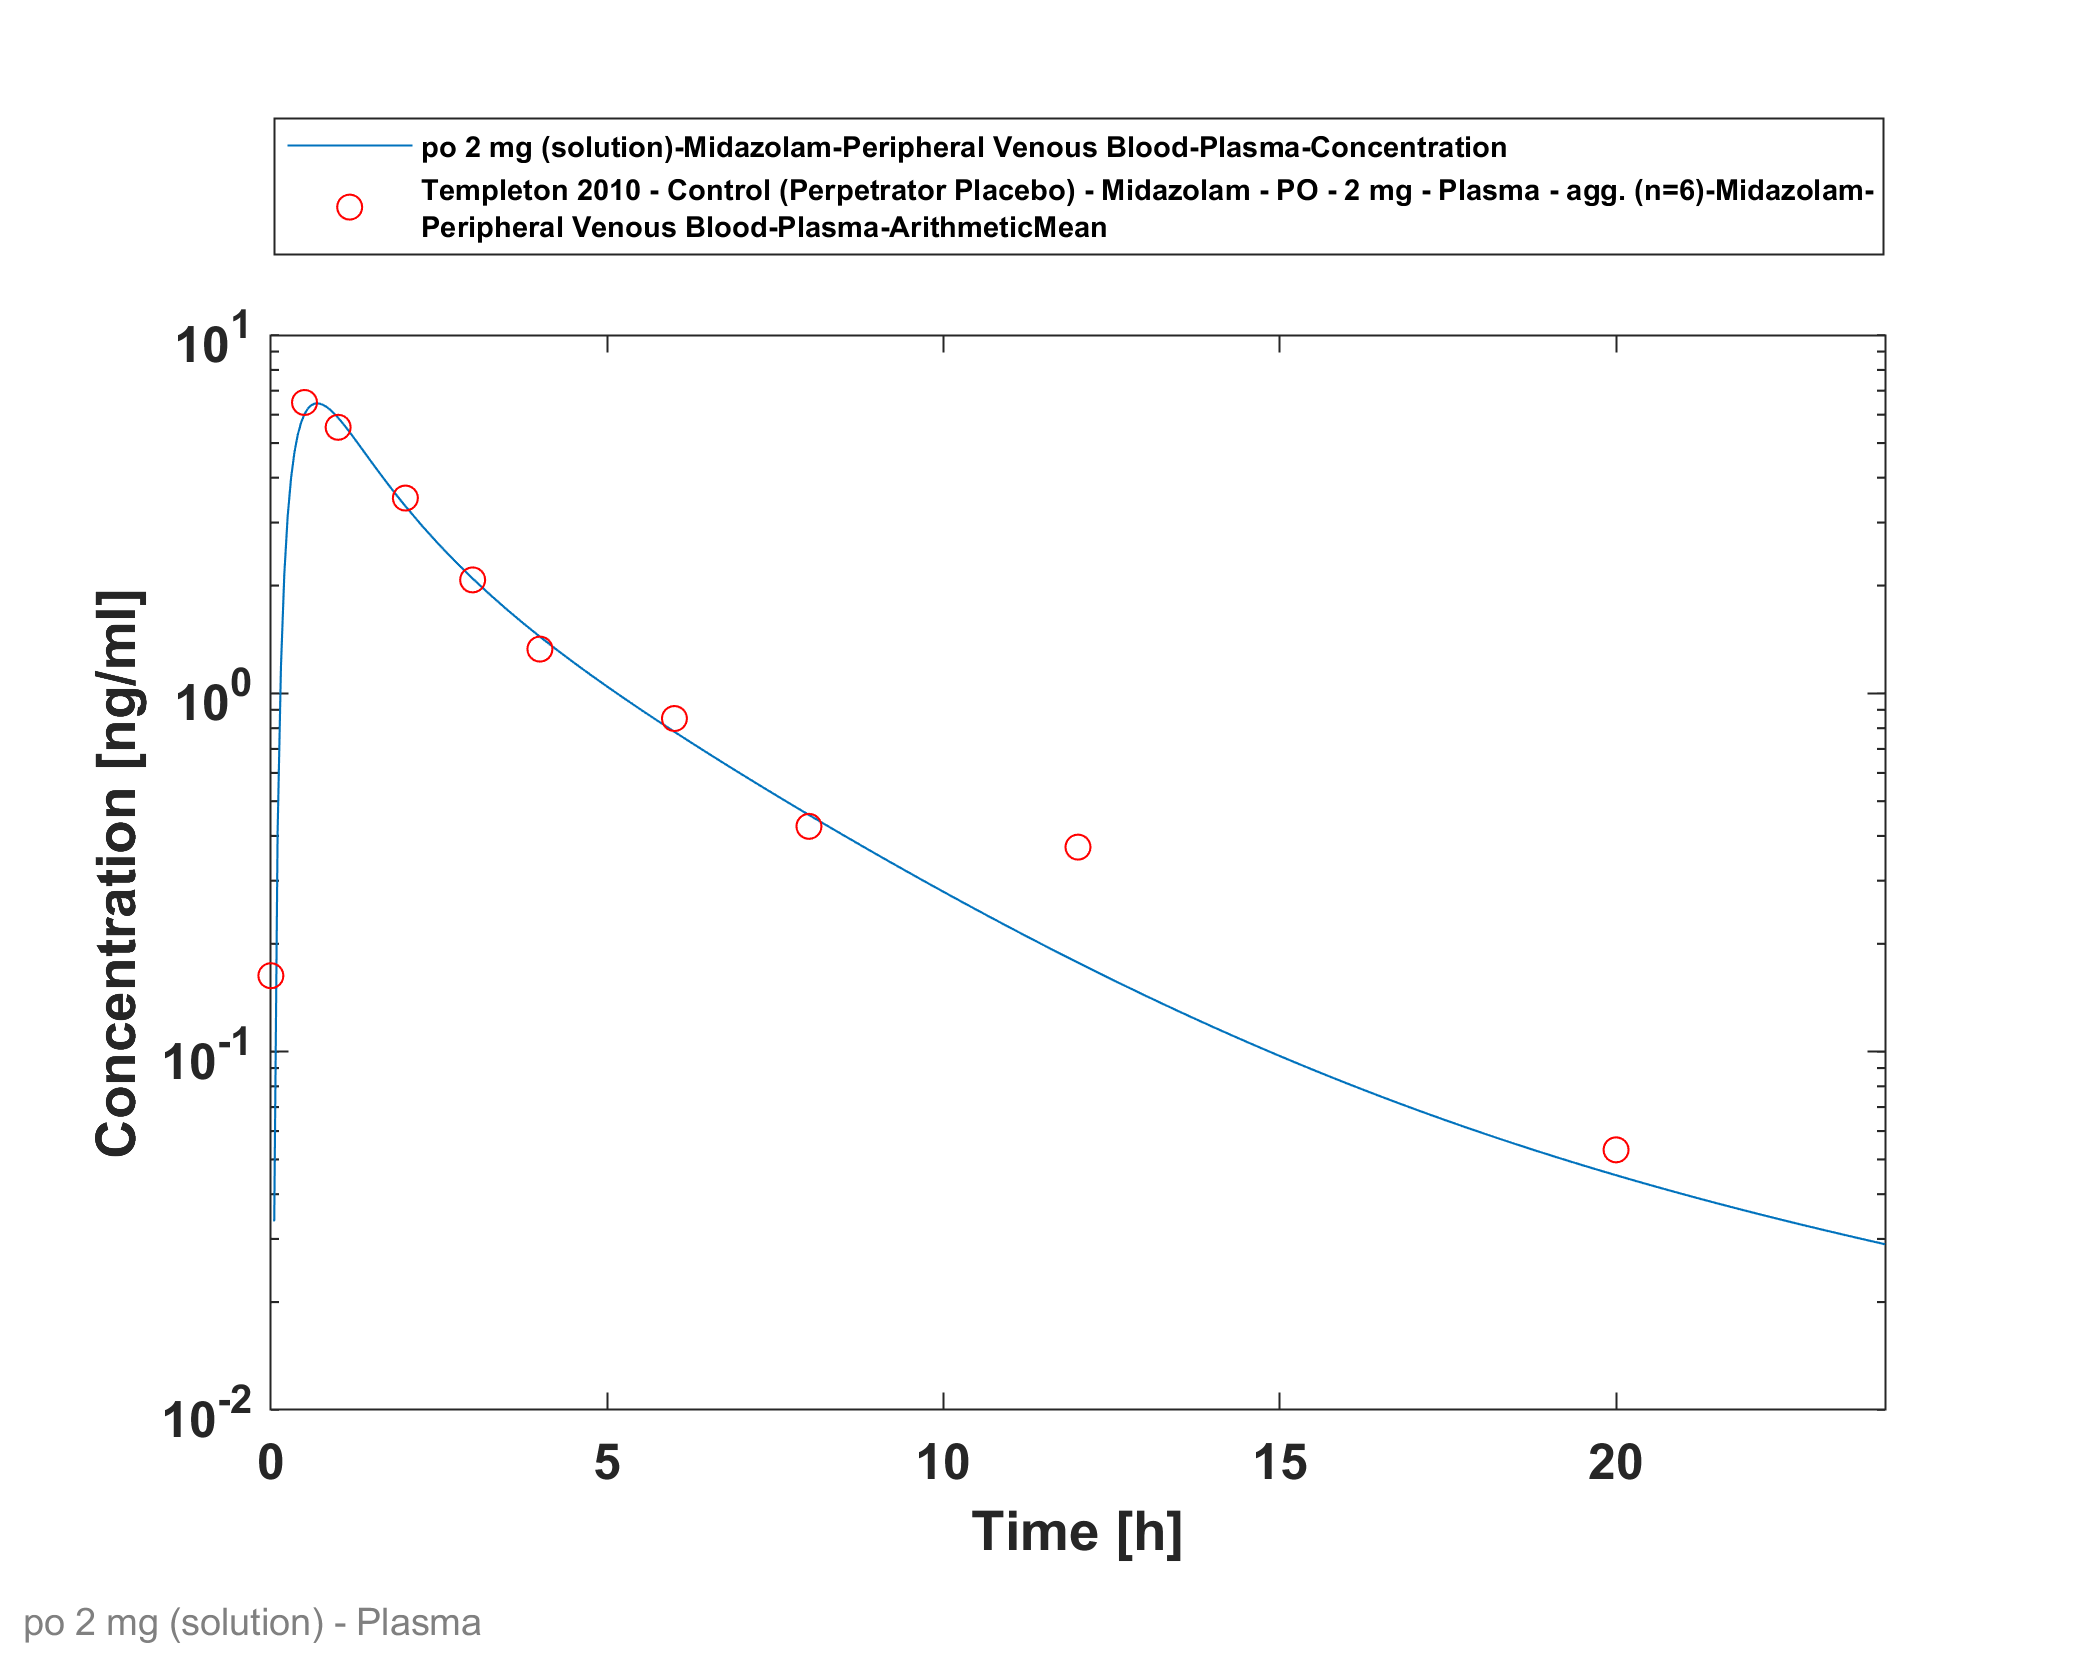 po 2 mg (solution)-Midazolam-Peripheral Venous Blood-Plasma-Concentration
Templeton 2010 - Control (Perpetrator Placebo) - Midazolam - PO - 2 mg - Plasma - agg. (n=6)-Midazolam-
Peripheral Venous Blood-Plasma-ArithmeticMean
10^1
10^0
10^-1
10^-2
Concentration [ng/ml]
0 5 10 15 20
Time [h]
po 2 mg (solution) - Plasma